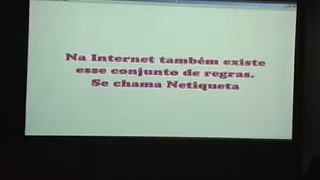 Na Internet também existe
esse conjunto de regras.
Se chama Netiqueta